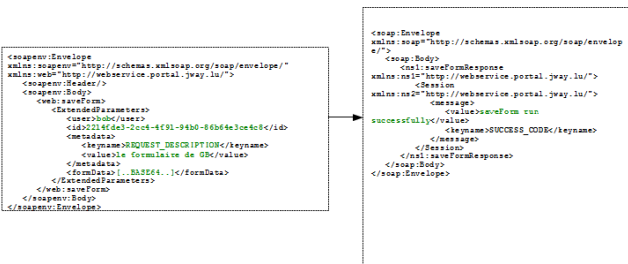 <soapenv:Envelope
xmlns:soapenv="http://schemas.xmlsoap.org/soap/envelope/"
xmlns:web="http://webservice.portal.jway.lu/">
<soapenv:Header/>
<soapenv:Body>
<web:saveForm>
<ExtendedParameters>
<user>bob</user>
<id>2214fde3-2cc4-4f91-94b0-86b64e3ce4c8</id>
<metadata>
<keyname>REQUEST_DESCRIPTION</keyname>
<value>le formulaire de GB</value>
</metadata>
<formData>[..BASE64..]</formData>
</ExtendedParameters>
</web:saveForm>
</soapenv:Body>
</soapenv:Envelope>
<soap:Envelope
xmlns:soap="http://schemas.xmlsoap.org/soap/envelop
e/">
<soap:Body>
<ns1:saveFormResponse
xmlns:ns1="http://webservice.portal.jway.lu/">
<Session
xmlns:ns2="http://webservice.portal.jway.lu/">
<message>
<value>saveForm run
successfully</value>
<keyname>SUCCESS_CODE</keyname>
</message>
</Session>
</ns1:saveFormResponse>
</soap:Body>
</soap:Envelope>